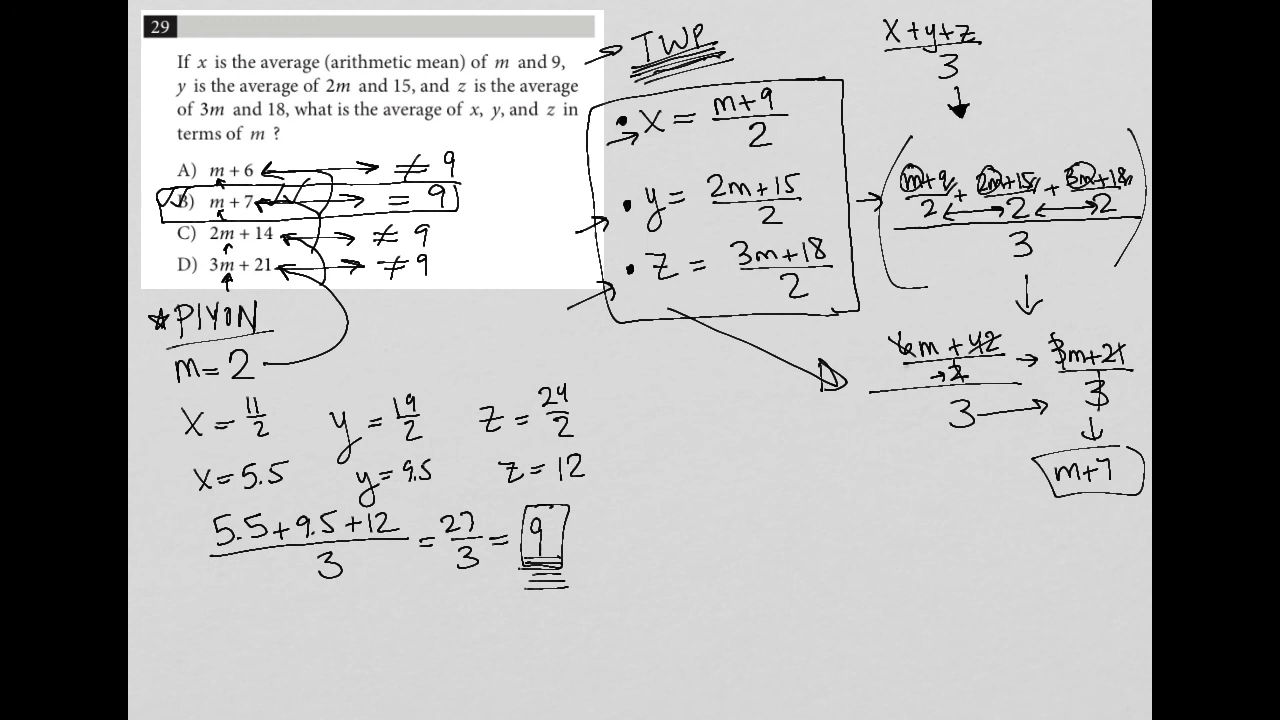 29
If x is the average (arithmetic mean) of m and 9,
y is the average of 2m and 15, and z is the average
of 3m and 18, what is the average of x, y, and z in
terms of m ?
A) m + 6 ≠ 9
B) m + 7 = 9
C) 2m + 14 ≠ 9
D) 3m + 21 ≠ 9
PIYON
m = 2
x = 11/2 y = 19/2 z = 24/2
x = 5.5 y = 9.5 z = 12
(5.5 + 9.5 + 12)/3 = 27/3 = 9
TWP
x = (m+9)/2
y = (2m+15)/2
z = (3m+18)/2
(x+y+z)/3
((m+9)/2 + (2m+15)/2 + (3m+18)/2)/3
((6m + 42)/2)/3 → (3m+21)/3
m+7